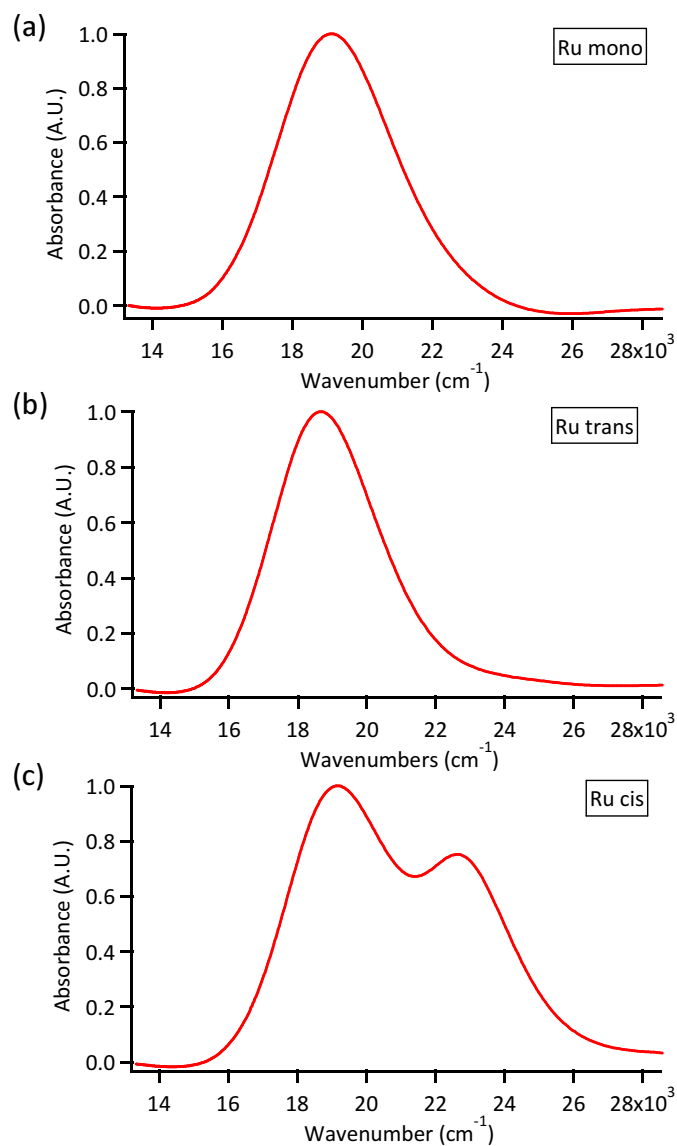 (a)
Ru mono
Absorbance (A.U.)
1.0
0.8
0.6
0.4
0.2
0.0
14 16 18 20 22 24 26 28x10³
Wavenumber (cm⁻¹)
(b)
Ru trans
Absorbance (A.U.)
1.0
0.8
0.6
0.4
0.2
0.0
14 16 18 20 22 24 26 28x10³
Wavenumbers (cm⁻¹)
(c)
Ru cis
Absorbance (A.U.)
1.0
0.8
0.6
0.4
0.2
0.0
14 16 18 20 22 24 26 28x10³
Wavenumber (cm⁻¹)